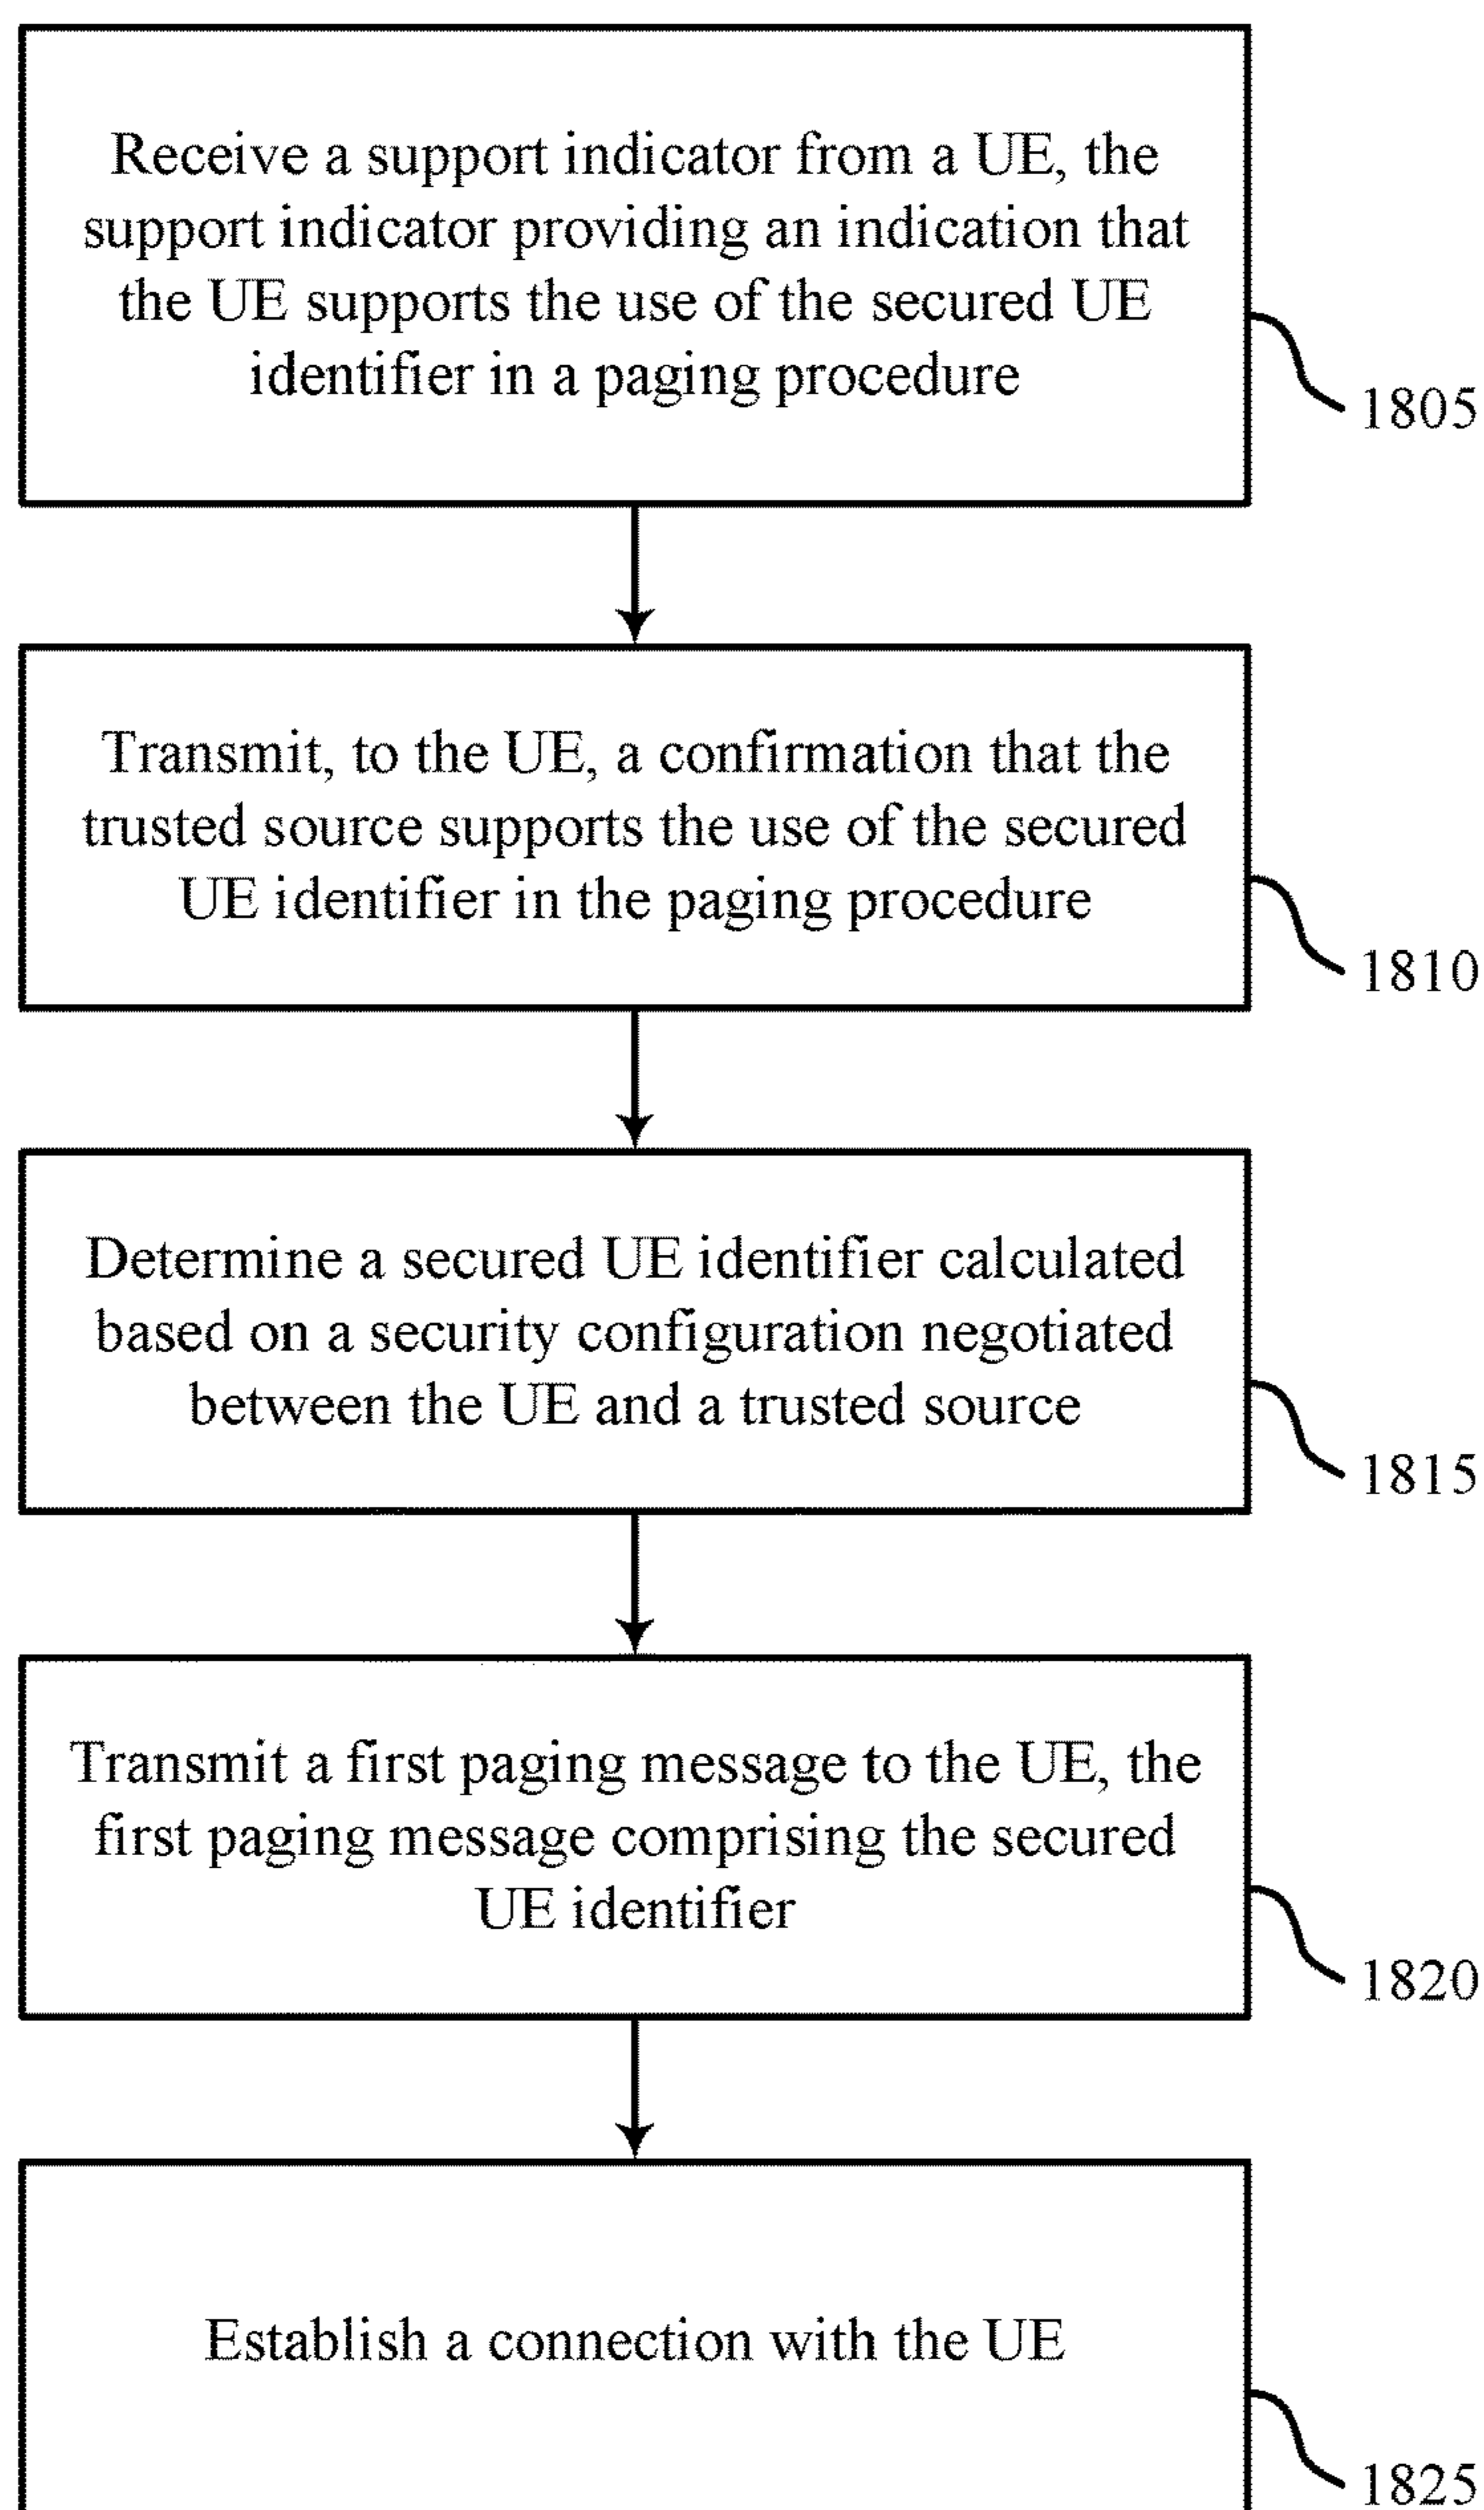 Receive a support indicator from a UE, the
support indicator providing an indication that
the UE supports the use of the secured UE
identifier in a paging procedure
1805
Transmit, to the UE, a confirmation that the
trusted source supports the use of the secured
UE identifier in the paging procedure
1810
Determine a secured UE identifier calculated
based on a security configuration negotiated
between the UE and a trusted source
1815
Transmit a first paging message to the UE, the
first paging message comprising the secured
UE identifier
1820
Establish a connection with the UE
1825